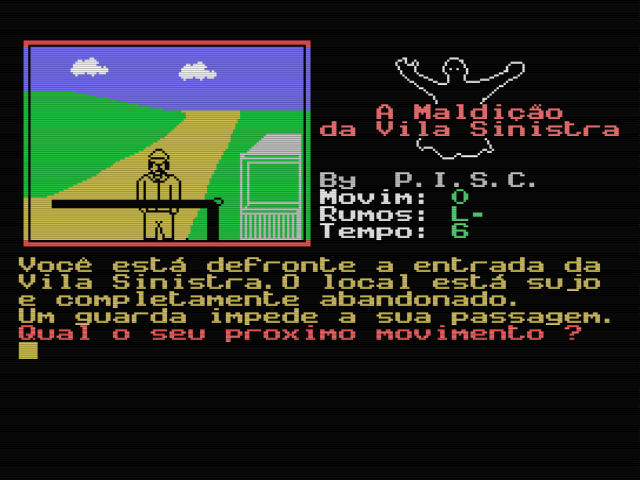 A Maldição
da Vila Sinistra
By P.I.S.C.
Movim: 0
Rumos: L-
Tempo: 6
Você está defronte a entrada da
Vila Sinistra.O local está sujo
e completamente abandonado.
Um guarda impede a sua passagem.
Qual o seu proximo movimento ?